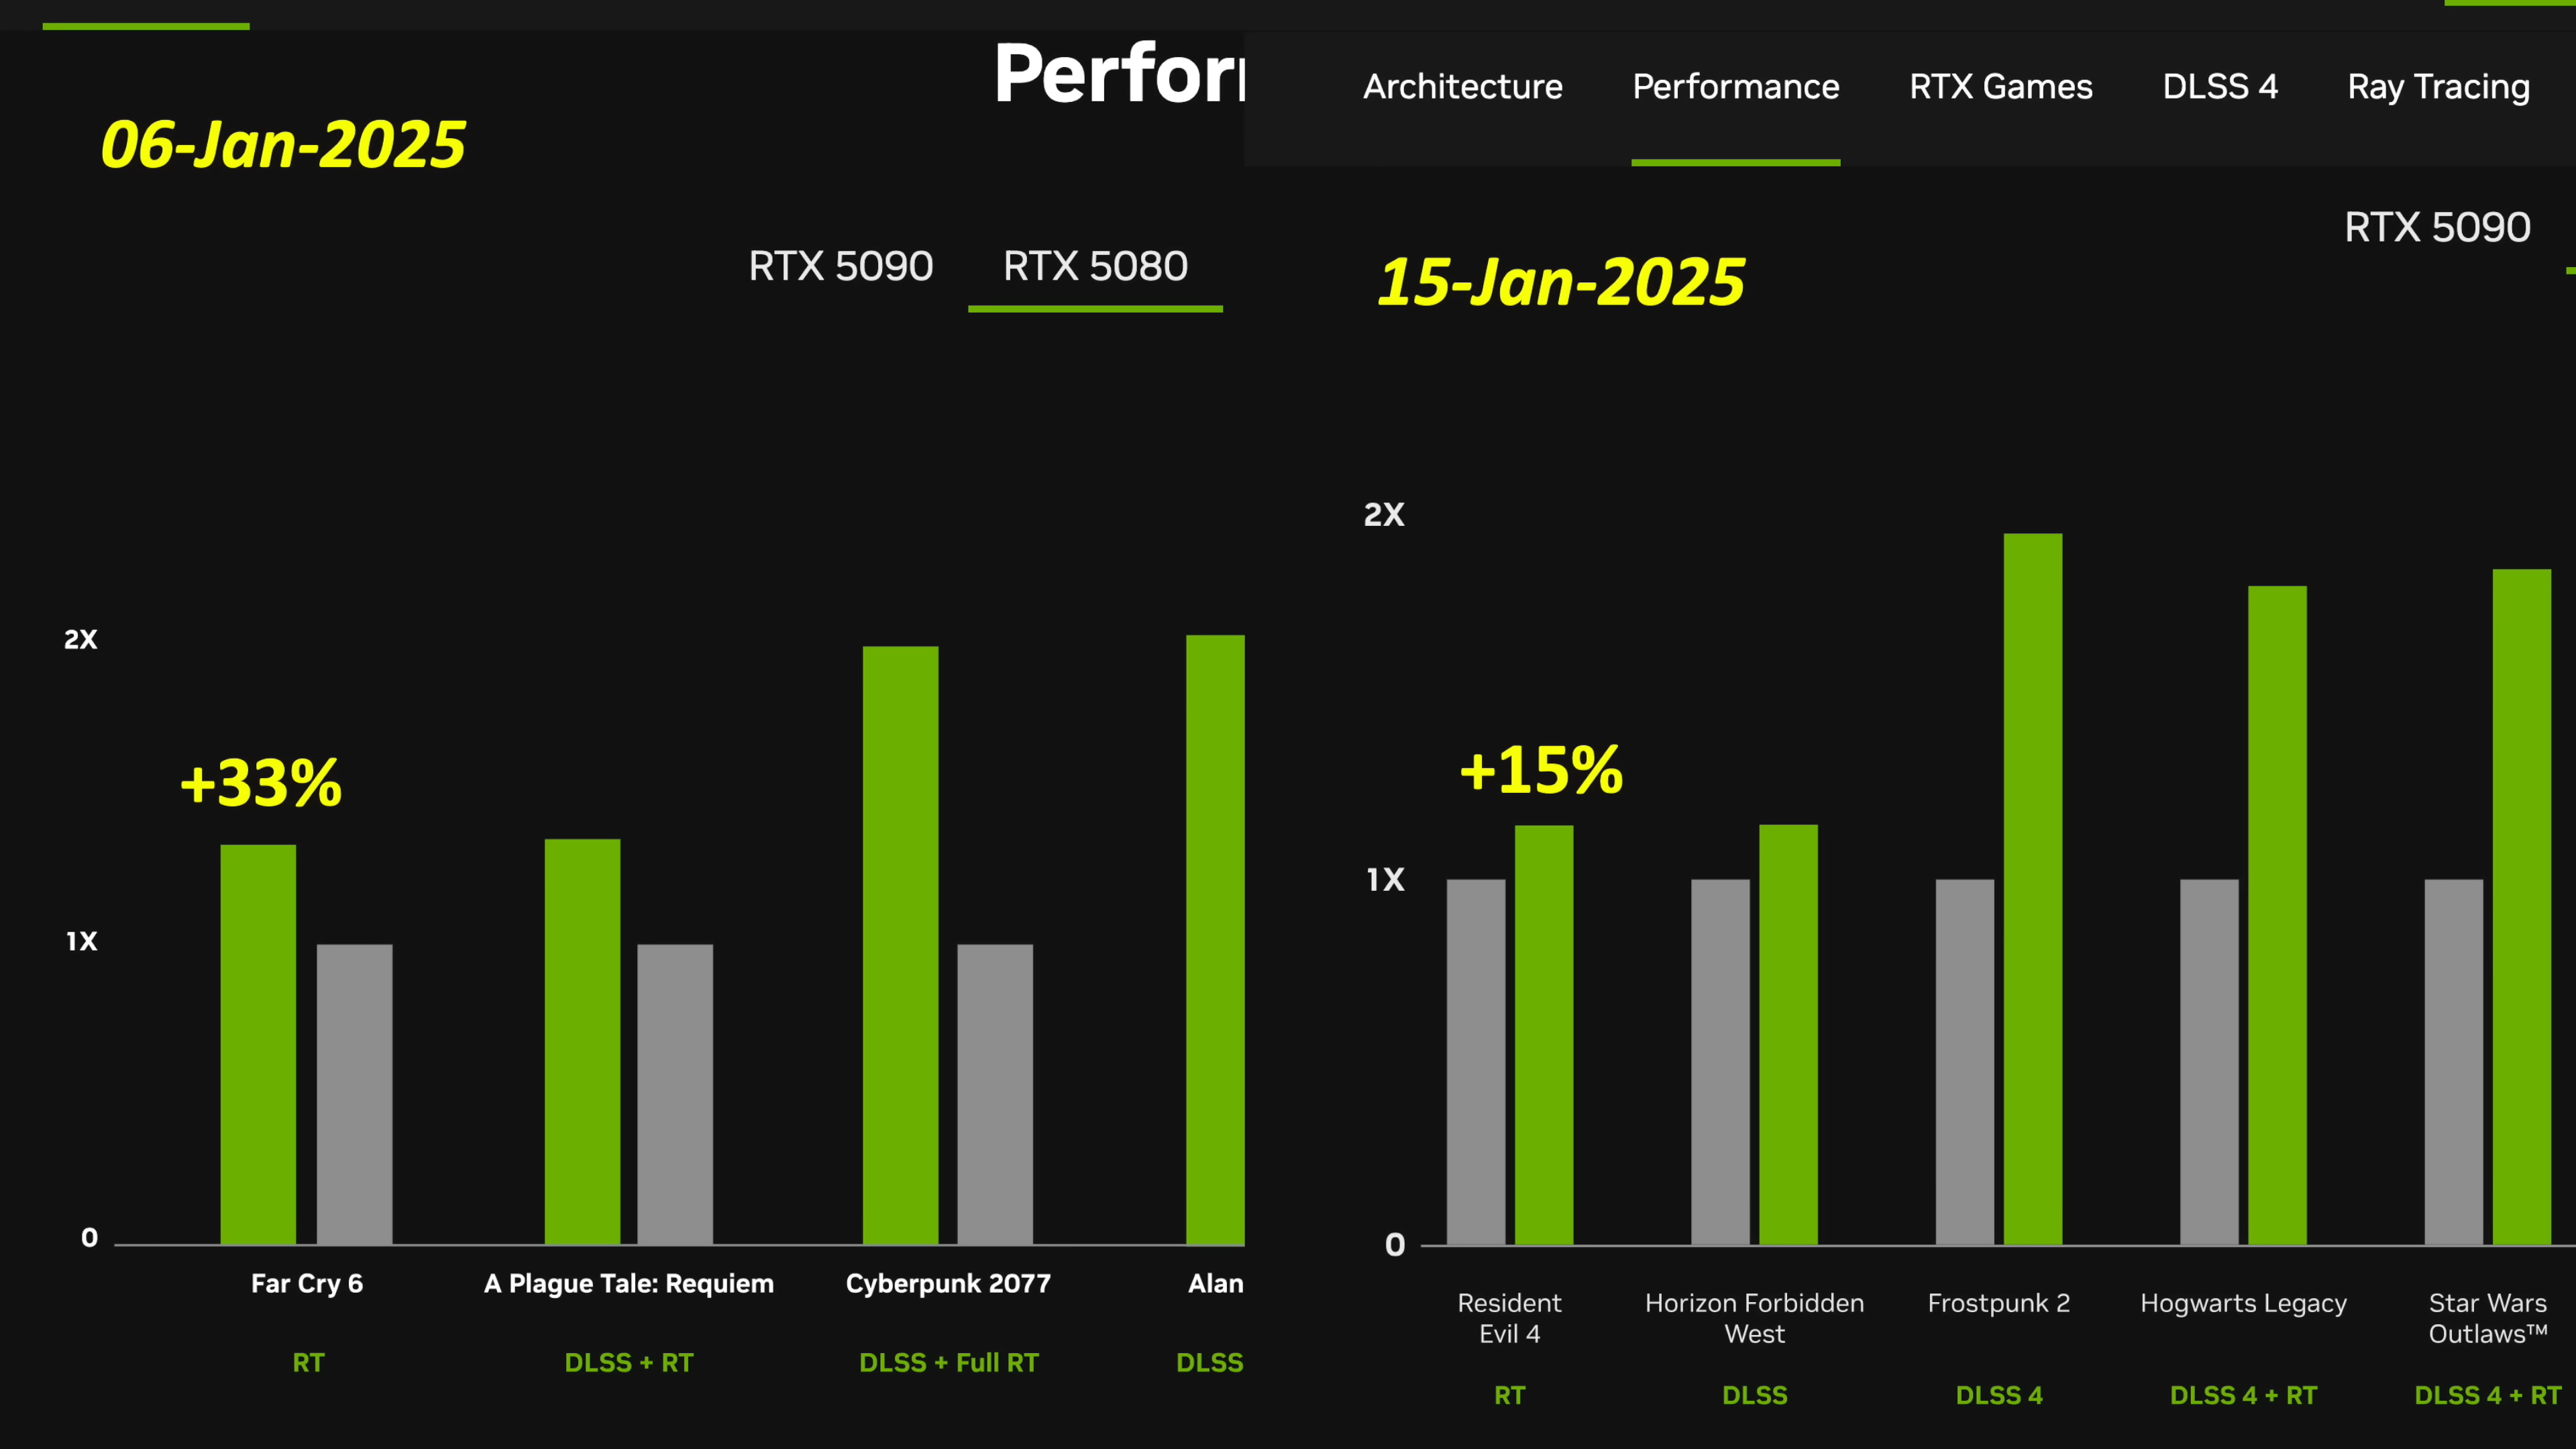 Perfor
06-Jan-2025
RTX 5090 RTX 5080
2X
+33%
1X
0
Far Cry 6 A Plague Tale: Requiem Cyberpunk 2077 Alan
RT DLSS + RT DLSS + Full RT DLSS
Architecture Performance RTX Games DLSS 4 Ray Tracing
RTX 5090
15-Jan-2025
2X
+15%
1X
0
Resident Horizon Forbidden Frostpunk 2 Hogwarts Legacy Star Wars
Evil 4 West Outlaws™
RT DLSS DLSS 4 DLSS 4 + RT DLSS 4 + RT